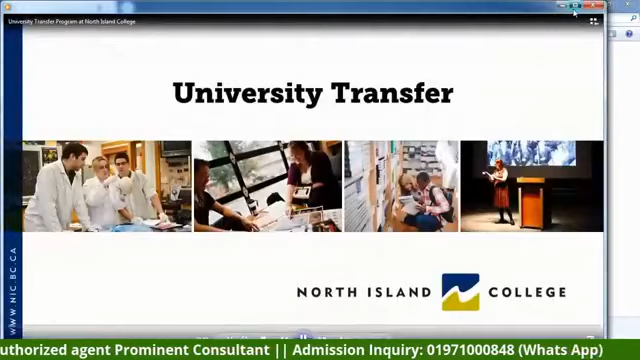 University Transfer Program at North Island College
University Transfer
WWW.NIC.BC.CA
NORTH ISLAND COLLEGE
uthorized agent Prominent Consultant || Admission Inquiry: 01971000848 (Whats App)